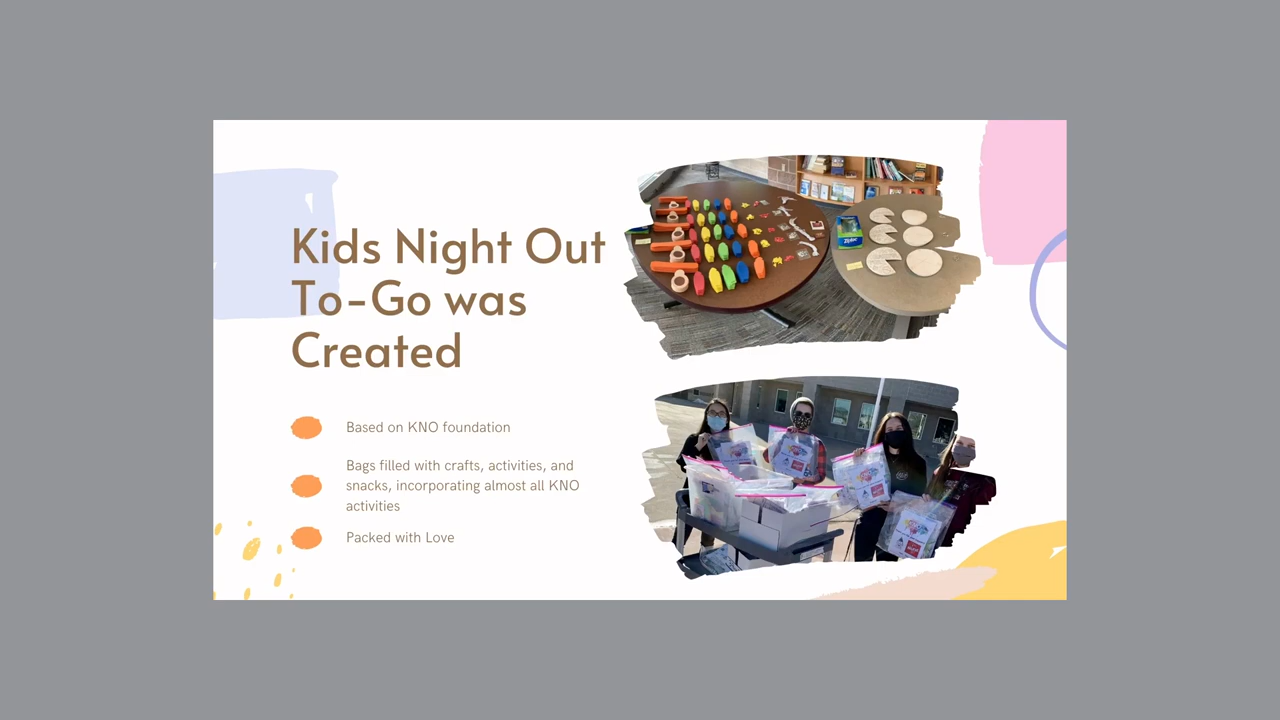 Kids Night Out
To-Go was
Created
Based on KNO foundation
Bags filled with crafts, activities, and
snacks, incorporating almost all KNO
activities
Packed with Love
Ziploc